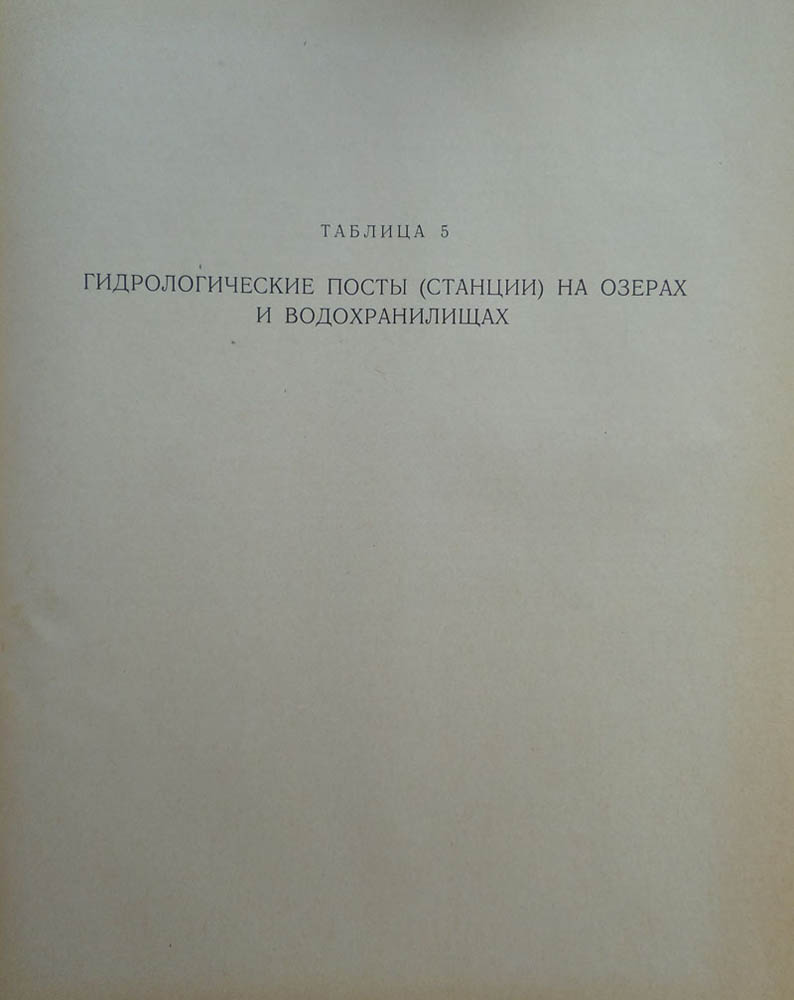 ТАБЛИЦА 5
ГИДРОЛОГИЧЕСКИЕ ПОСТЫ (СТАНЦИИ) НА ОЗЕРАХ
И ВОДОХРАНИЛИЩАХ